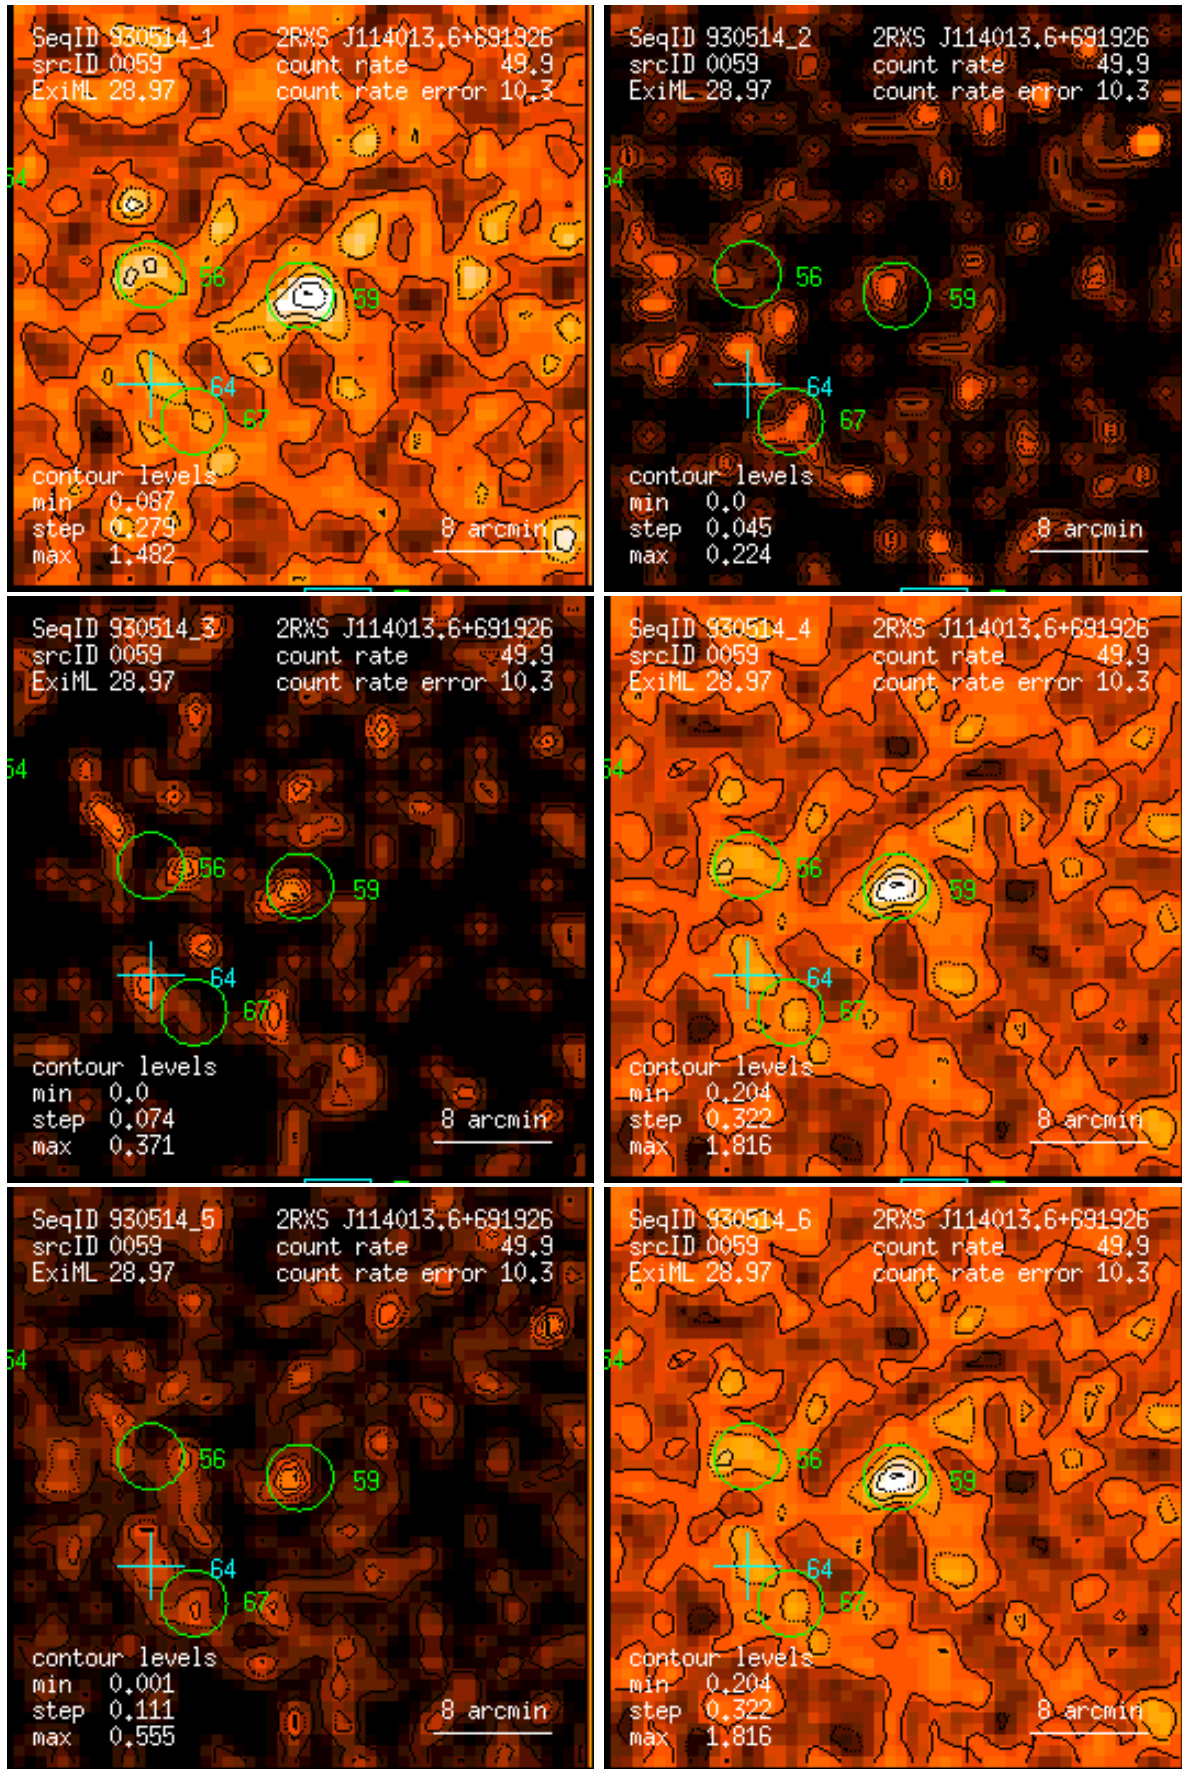 SeqID 930514_1 2RXS J114013.6+691926
srcID 0059 count rate 49.9
ExiML 28.97 count rate error 10.3
54
56
59
64
67
contour levels
min 0.087
step 0.279 8 arcmin
max 1.482
SeqID 930514_2 2RXS J114013.6+691926
srcID 0059 count rate 49.9
ExiML 28.97 count rate error 10.3
54
56
59
64
67
contour levels
min 0.0
step 0.045 8 arcmin
max 0.224
SeqID 930514_3 2RXS J114013.6+691926
srcID 0059 count rate 49.9
ExiML 28.97 count rate error 10.3
54
56
59
64
67
contour levels
min 0.0
step 0.074 8 arcmin
max 0.371
SeqID 930514_4 2RXS J114013.6+691926
srcID 0059 count rate 49.9
ExiML 28.97 count rate error 10.3
54
56
59
64
67
contour levels
min 0.204
step 0.322 8 arcmin
max 1.816
SeqID 930514_5 2RXS J114013.6+691926
srcID 0059 count rate 49.9
ExiML 28.97 count rate error 10.3
54
56
59
64
67
contour levels
min 0.001
step 0.111 8 arcmin
max 0.555
SeqID 930514_6 2RXS J114013.6+691926
srcID 0059 count rate 49.9
ExiML 28.97 count rate error 10.3
54
56
59
64
67
contour levels
min 0.204
step 0.322 8 arcmin
max 1.816